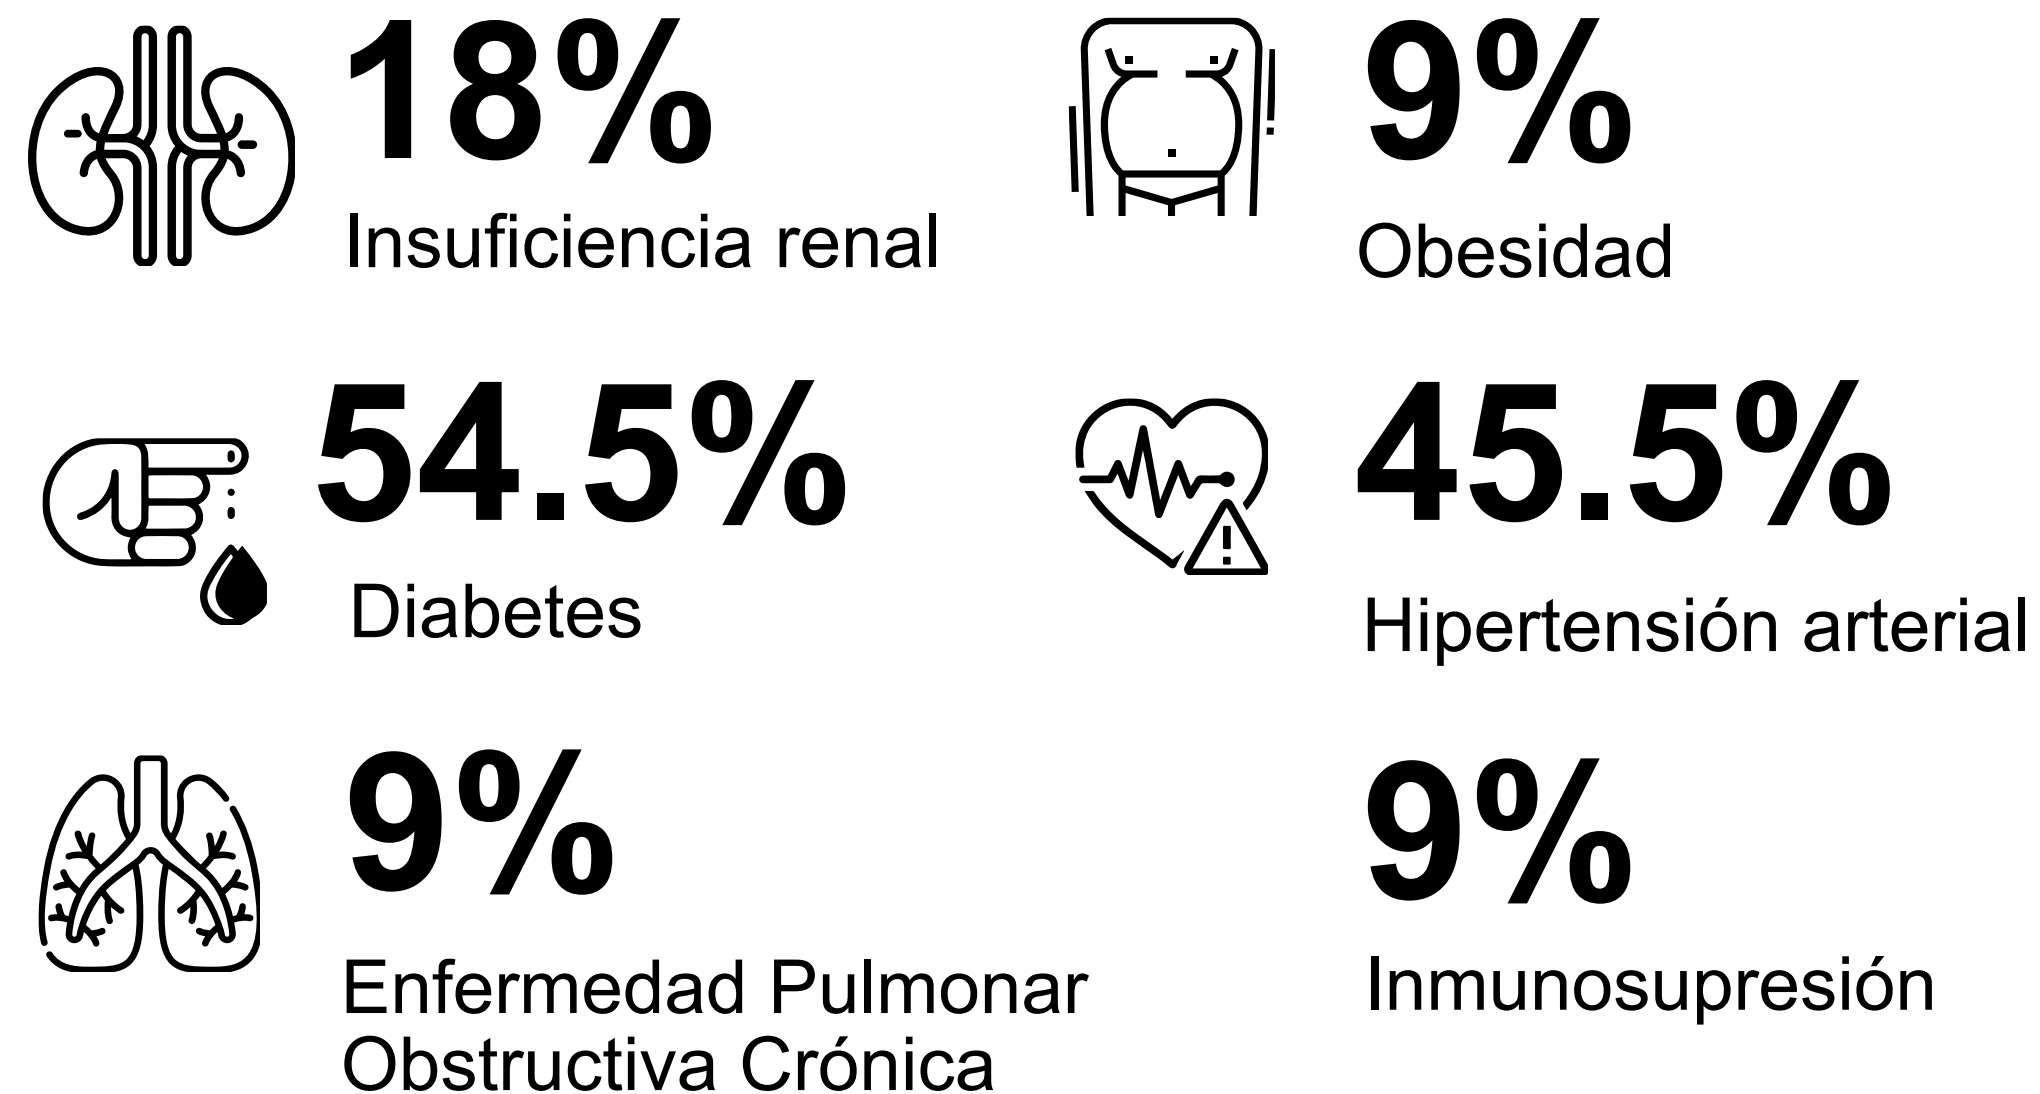 18%
Insuficiencia renal
9%
Obesidad
54.5%
Diabetes
45.5%
Hipertensión arterial
9%
Enfermedad Pulmonar
Obstructiva Crónica
9%
Inmunosupresión